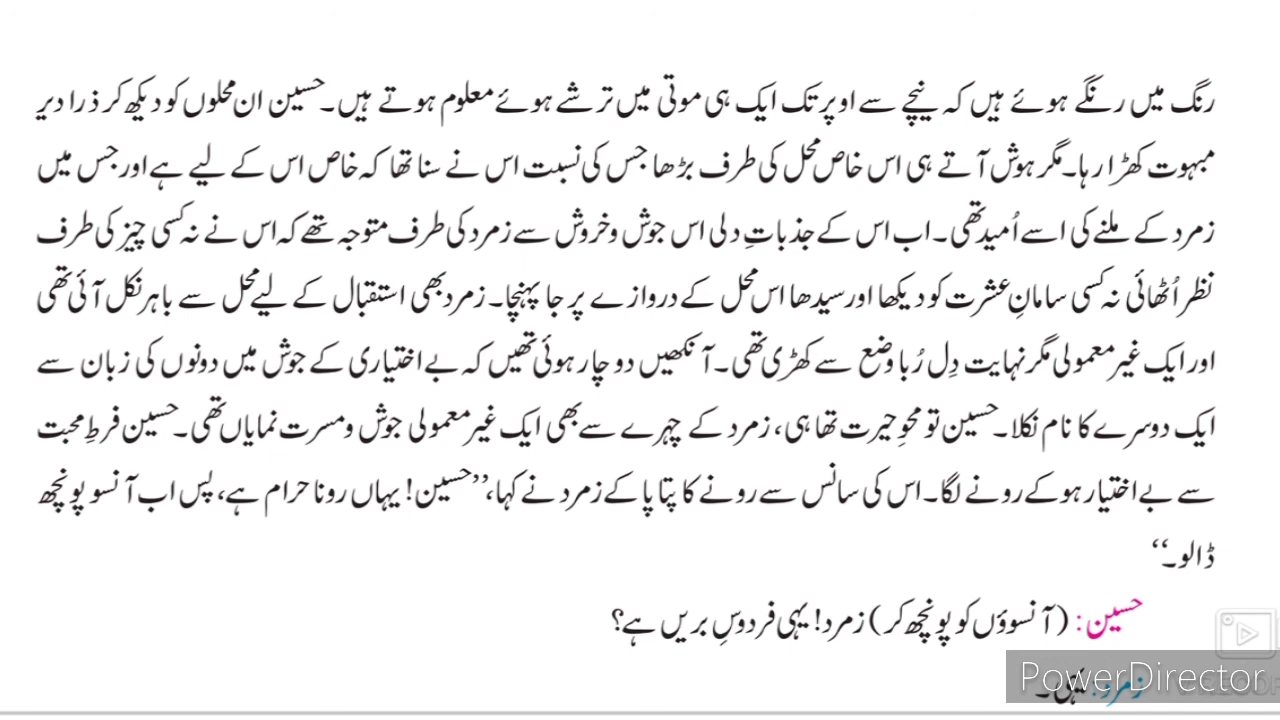 رنگ میں رنگے ہوئے ہیں کہ نیچے سے اوپر تک ایک ہی موتی میں ترشے ہوئے معلوم ہوتے ہیں۔ حسین ان محلوں کو دیکھ کر ذرا دیر
مبہوت کھڑا رہا۔ مگر ہوش آتے ہی اس خاص محل کی طرف بڑھا جس کی نسبت اس نے سنا تھا کہ خاص اس کے لیے ہے اور جس میں
زمرد کے ملنے کی اسے اُمید تھی۔ اب اس کے جذباتِ دلی اس جوش و خروش سے زمرد کی طرف متوجہ تھے کہ اس نے نہ کسی چیز کی طرف
نظر اُٹھائی نہ کسی سامانِ عشرت کو دیکھا اور سیدھا اس محل کے دروازے پر جا پہنچا۔ زمرد بھی استقبال کے لیے محل سے باہر نکل آئی تھی
اور ایک غیر معمولی مگر نہایت دِل رُبا وضع سے کھڑی تھی۔ آنکھیں دو چار ہوئی تھیں کہ بے اختیاری کے جوش میں دونوں کی زبان سے
ایک دوسرے کا نام نکلا۔ حسین تو محوِ حیرت تھا ہی، زمرد کے چہرے سے بھی ایک غیر معمولی جوش و مسرت نمایاں تھی۔ حسین فرطِ محبت
سے بے اختیار ہو کے رونے لگا۔ اس کی سانس سے رونے کا پتا پا کے زمرد نے کہا، ”حسین! یہاں رونا حرام ہے، پس اب آنسو پونچھ
ڈالو۔“
حسین: (آنسوؤں کو پونچھ کر) زمرد! یہی فردوسِ بریں ہے؟
زمرد: یہی۔
PowerDirector